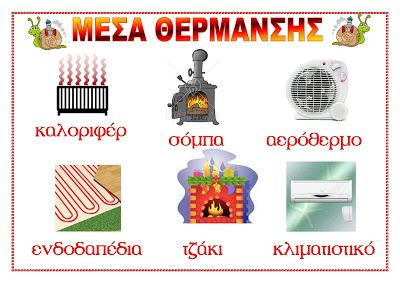 ΜΕΣΑ ΘΕΡΜΑΝΣΗΣ
καλοριφέρ
σόμπα
αερόθερμο
ενδοδαπέδια
τζάκι
κλιματιστικό